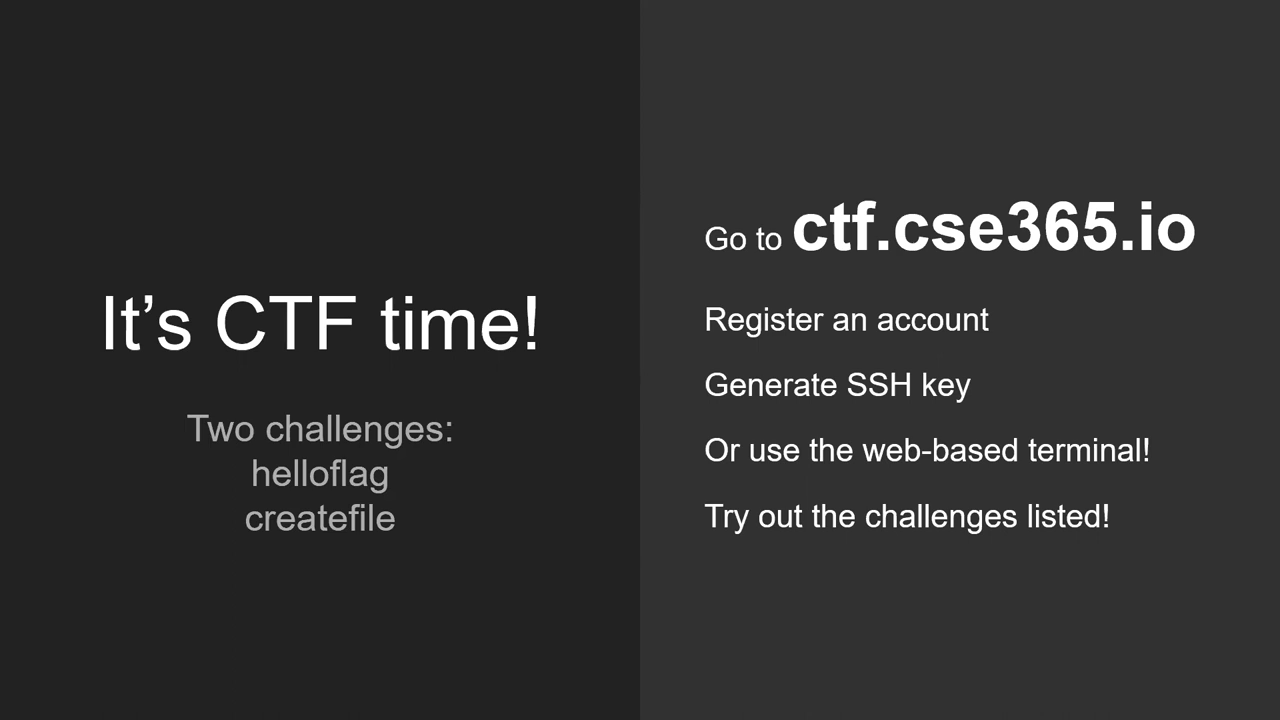 It’s CTF time!
Two challenges:
helloflag
createfile
Go to ctf.cse365.io
Register an account
Generate SSH key
Or use the web-based terminal!
Try out the challenges listed!